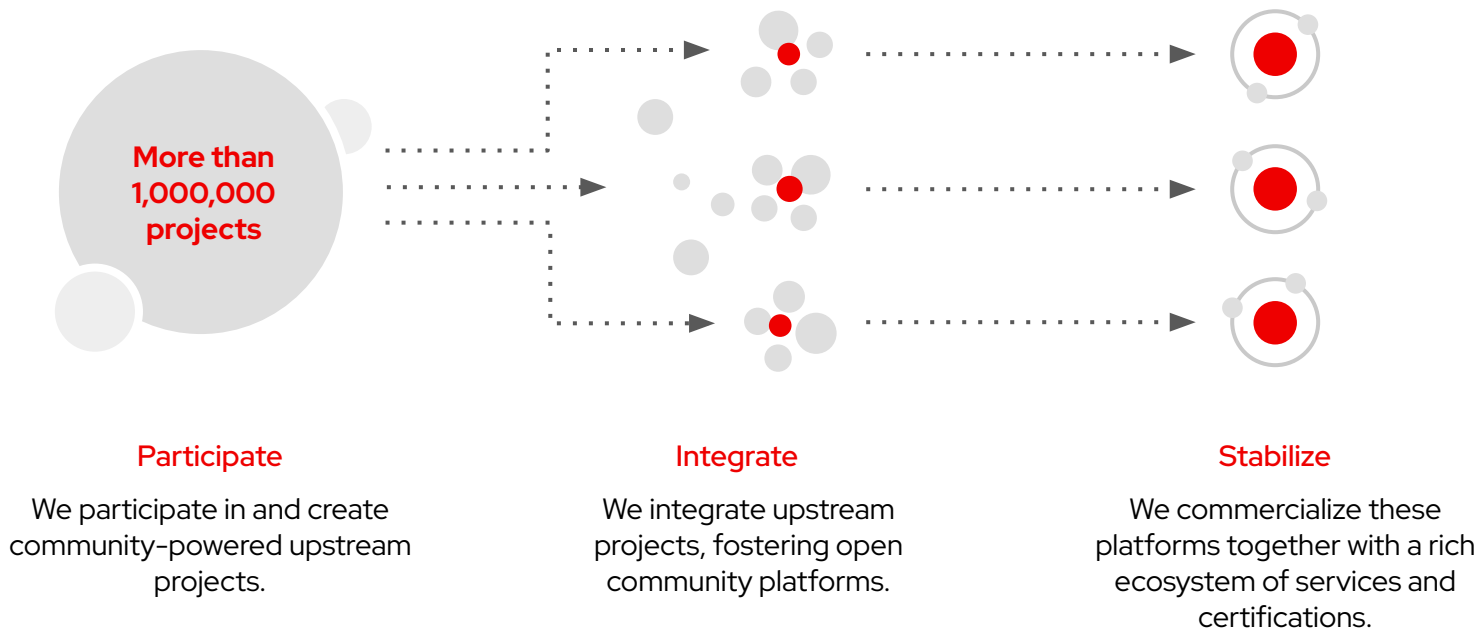 More than
1,000,000
projects
Participate
We participate in and create
community-powered upstream
projects.
Integrate
We integrate upstream
projects, fostering open
community platforms.
Stabilize
We commercialize these
platforms together with a rich
ecosystem of services and
certifications.